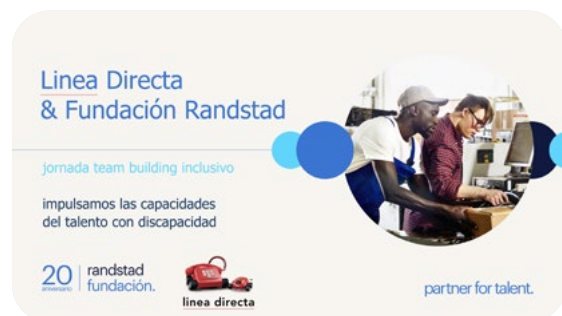 Linea Directa
& Fundación Randstad
jornada team building inclusivo
impulsamos las capacidades
del talento con discapacidad
20 aniversario
randstad
fundación.
linea directa
partner for talent.